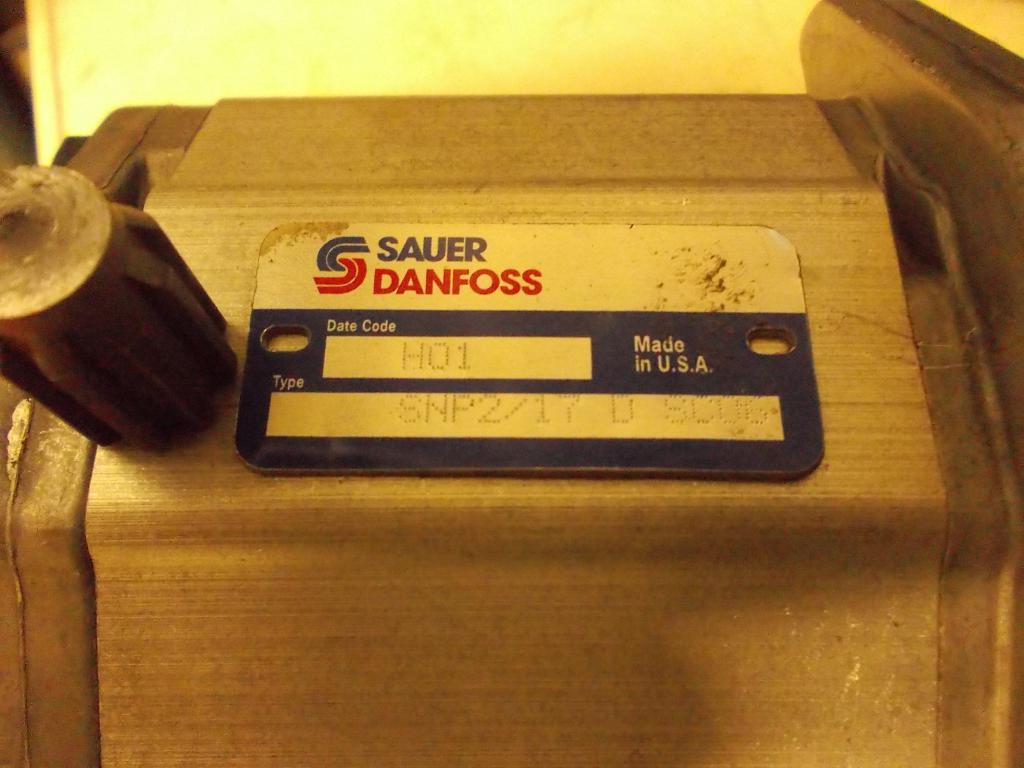 SAUER
DANFOSS
Date Code
H01
Made
in U.S.A.
Type
SNP2/17 D SC06